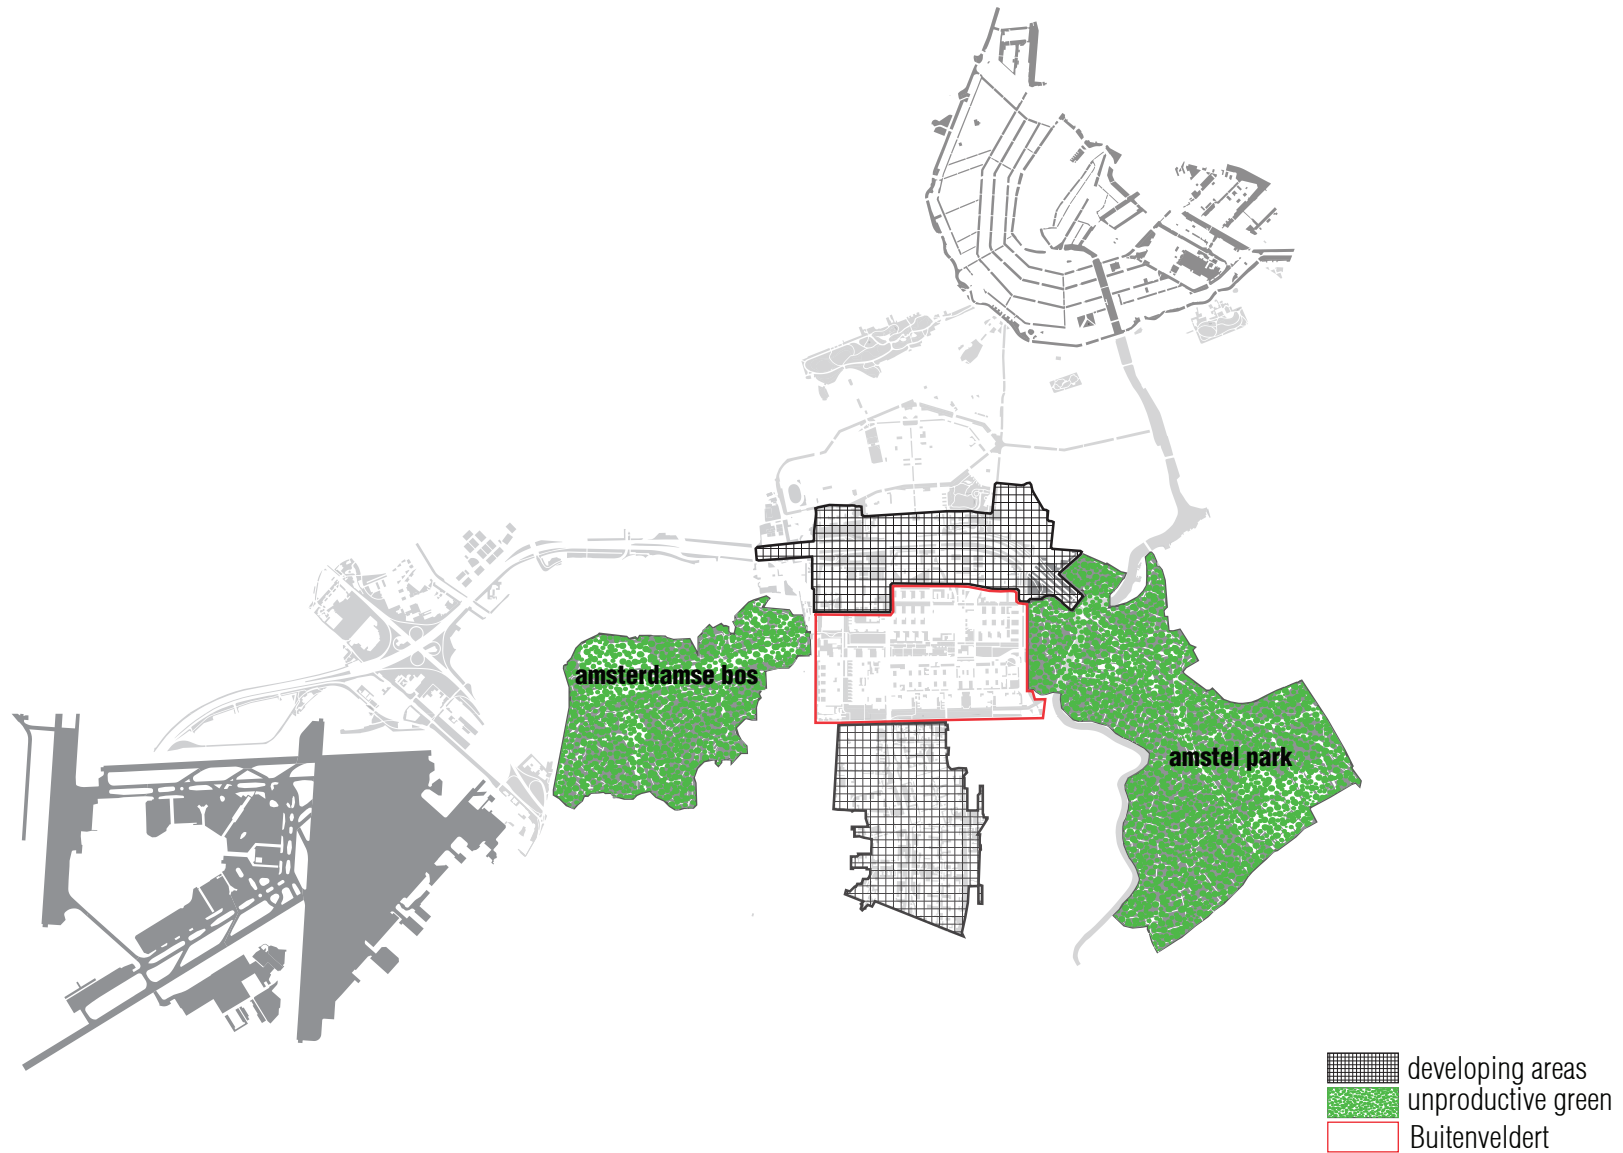 amsterdamse bos
amstel park
developing areas
unproductive green
Buitenveldert